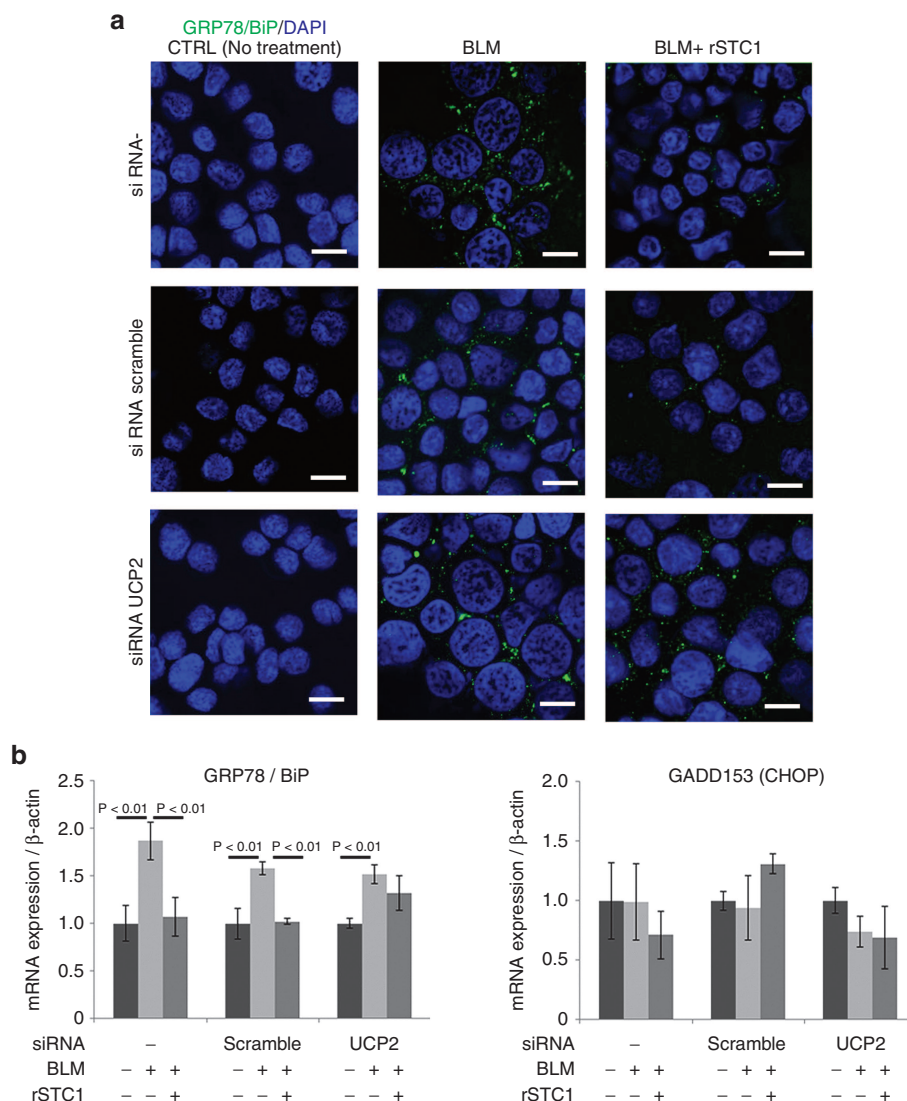 a
GRP78/BiP/DAPI
CTRL (No treatment)
BLM
BLM+ rSTC1
si RNA-
si RNA scramble
siRNA UCP2
b
GRP78 / BiP
mRNA expression / β-actin
2.5
2.0
1.5
1.0
0.5
0
P < 0.01 P < 0.01
P < 0.01 P < 0.01
P < 0.01
siRNA – Scramble UCP2
BLM – + + – + + – + +
rSTC1 – – + – – + – – +
GADD153 (CHOP)
mRNA expression / β-actin
2.0
1.5
1.0
0.5
0
siRNA – Scramble UCP2
BLM – + + – + + – + +
rSTC1 – – + – – + – – +